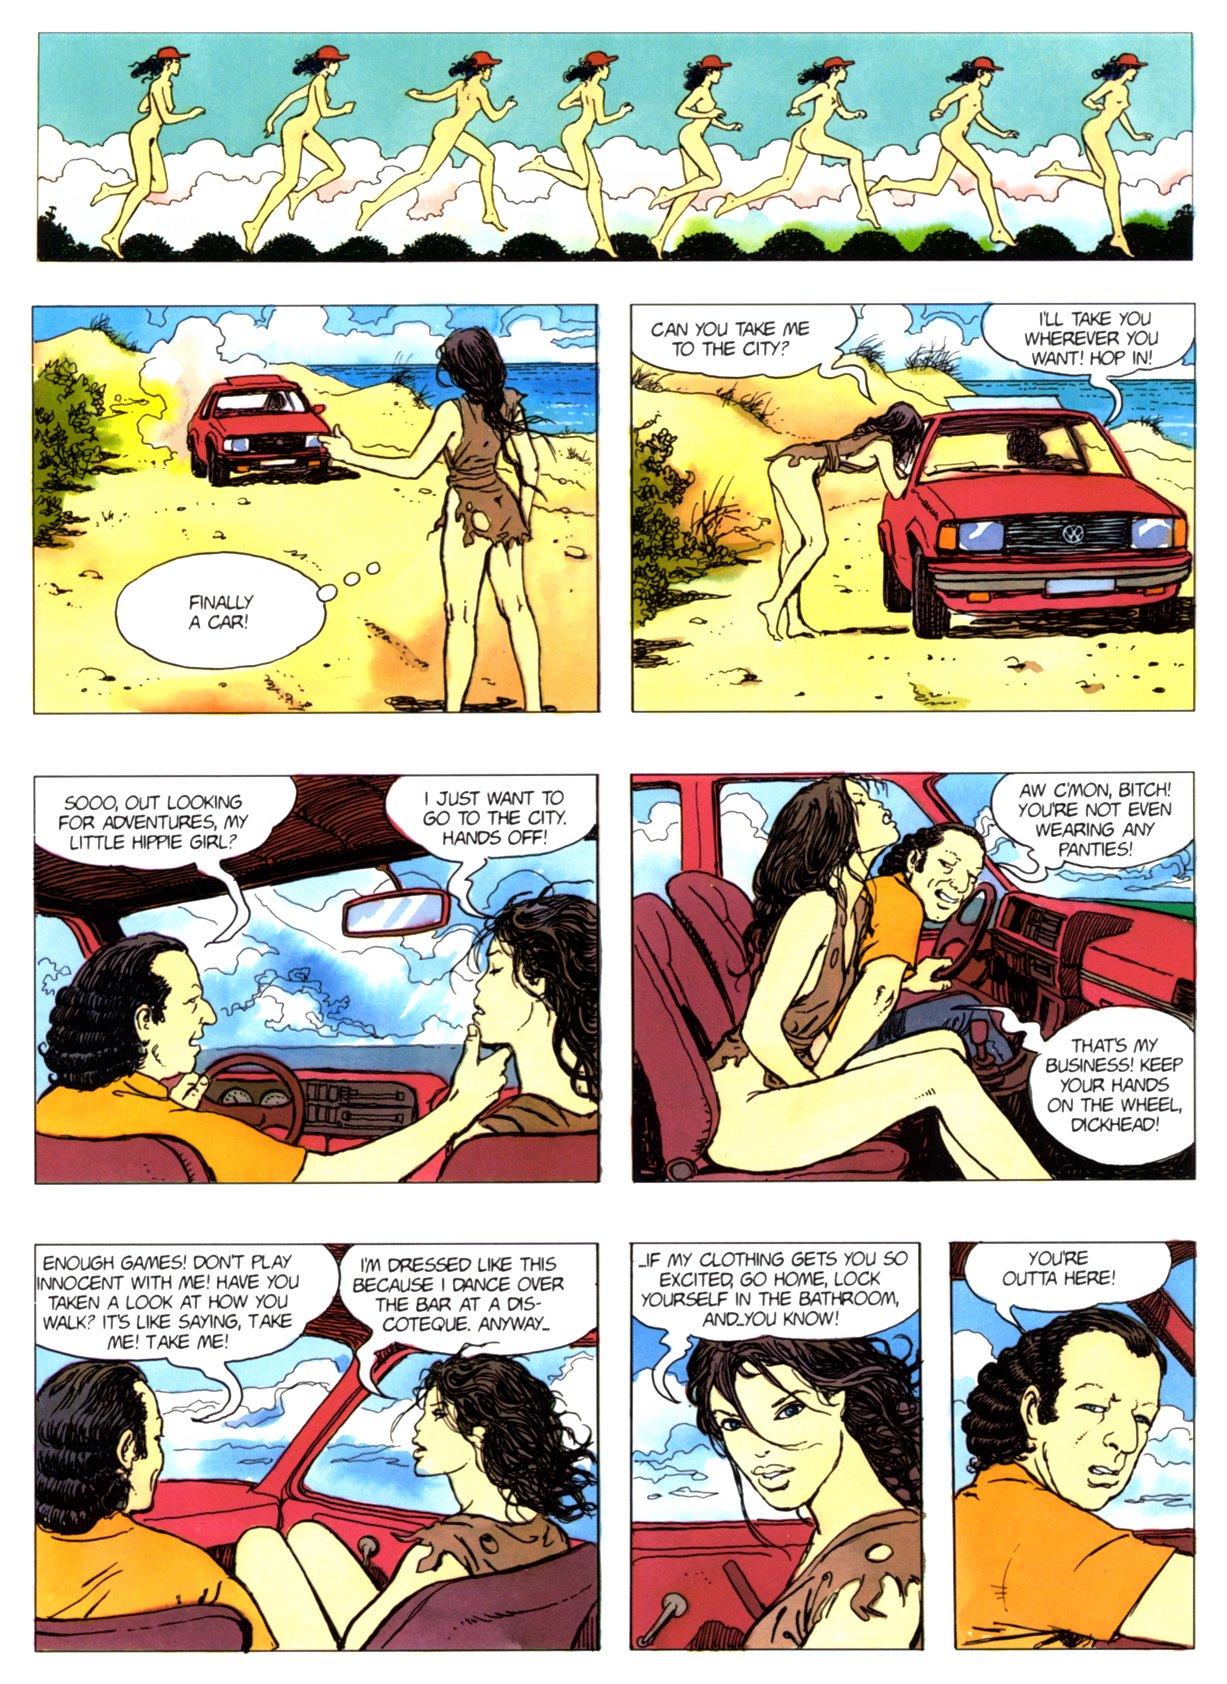 FINALLY
A CAR!
CAN YOU TAKE ME
TO THE CITY?
I'LL TAKE YOU
WHEREVER YOU
WANT! HOP IN!
SOOO, OUT LOOKING
FOR ADVENTURES, MY
LITTLE HIPPIE GIRL?
I JUST WANT TO
GO TO THE CITY.
HANDS OFF!
AW C'MON, BITCH!
YOU'RE NOT EVEN
WEARING ANY
PANTIES!
THAT'S MY
BUSINESS! KEEP
YOUR HANDS
ON THE WHEEL,
DICKHEAD!
ENOUGH GAMES! DON'T PLAY
INNOCENT WITH ME! HAVE YOU
TAKEN A LOOK AT HOW YOU
WALK? IT'S LIKE SAYING, TAKE
ME! TAKE ME!
I'M DRESSED LIKE THIS
BECAUSE I DANCE OVER
THE BAR AT A DIS-
COTEQUE. ANYWAY...
...IF MY CLOTHING GETS YOU SO
EXCITED, GO HOME, LOCK
YOURSELF IN THE BATHROOM,
AND...YOU KNOW!
YOU'RE
OUTTA HERE!